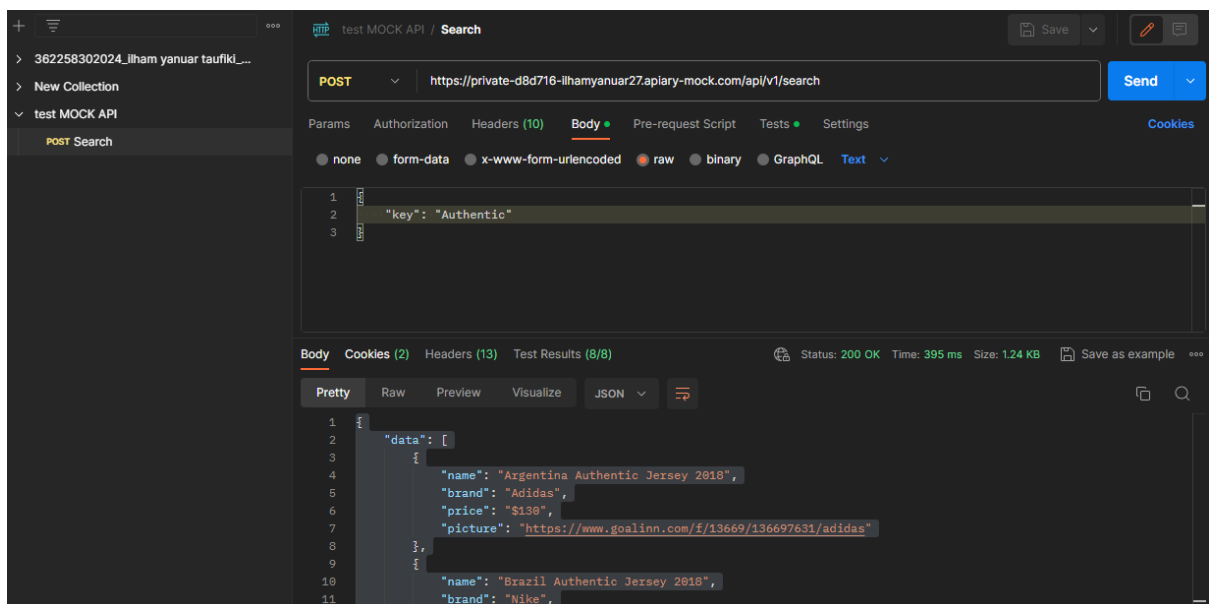 test MOCK API / Search
Save
362258302024_ilham yanuar taufiki_...
New Collection
test MOCK API
POST Search
POST https://private-d8d716-ilhamyanuar27.apiary-mock.com/api/v1/search Send
Params Authorization Headers (10) Body Pre-request Script Tests Settings Cookies
none form-data x-www-form-urlencoded raw binary GraphQL Text
1 {
2 "key": "Authentic"
3 }
Body Cookies (2) Headers (13) Test Results (8/8) Status: 200 OK Time: 395 ms Size: 1.24 KB Save as example
Pretty Raw Preview Visualize JSON
1 {
2 "data": [
3 {
4 "name": "Argentina Authentic Jersey 2018",
5 "brand": "Adidas",
6 "price": "$130",
7 "picture": "https://www.goalinn.com/f/13669/136697631/adidas"
8 },
9 {
10 "name": "Brazil Authentic Jersey 2018",
11 "brand": "Nike",